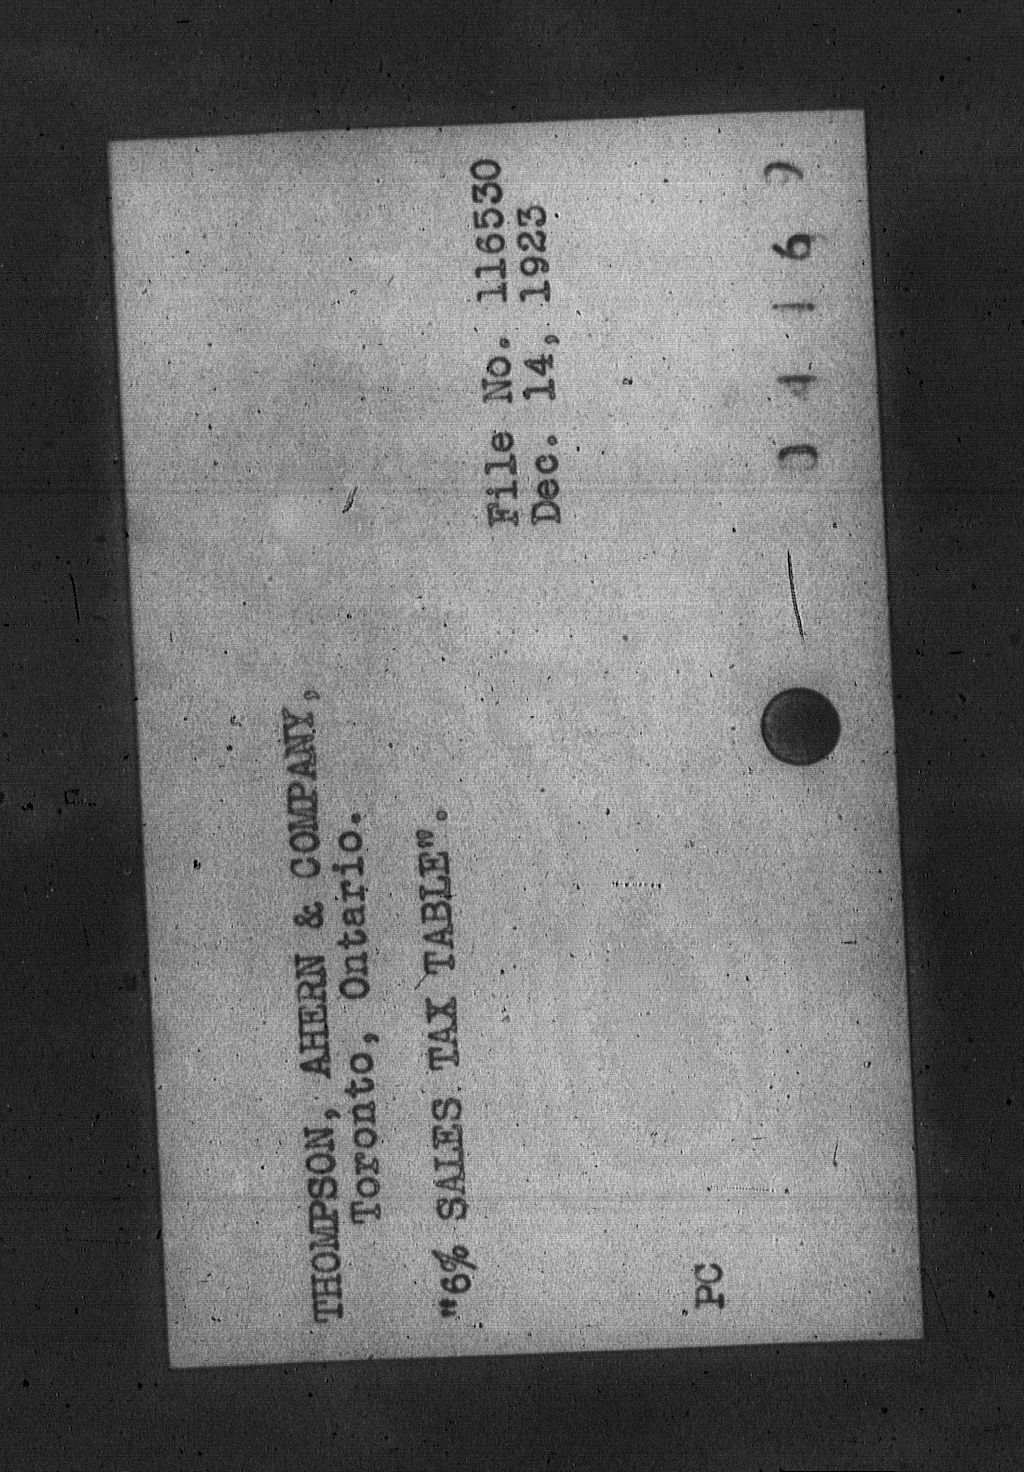 THOMPSON, AHERN & COMPANY,
Toronto, Ontario.
"6% SALES TAX TABLE".
File No. 116530
Dec. 14, 1923
PC